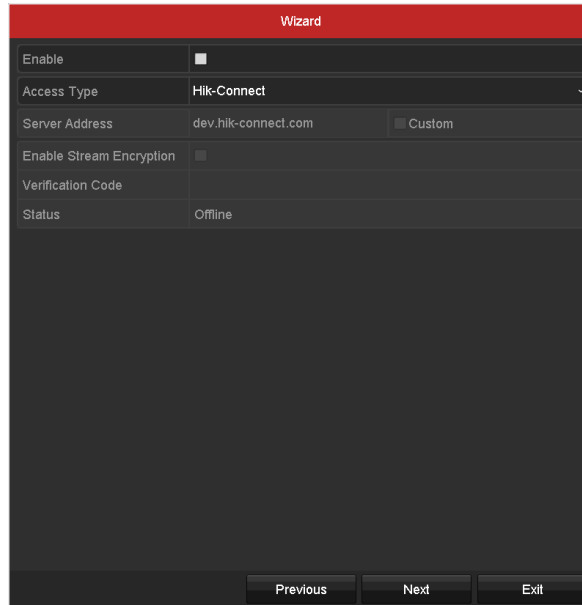 Wizard
Enable
Access Type Hik-Connect
Server Address dev.hik-connect.com Custom
Enable Stream Encryption
Verification Code
Status Offline
Previous Next Exit